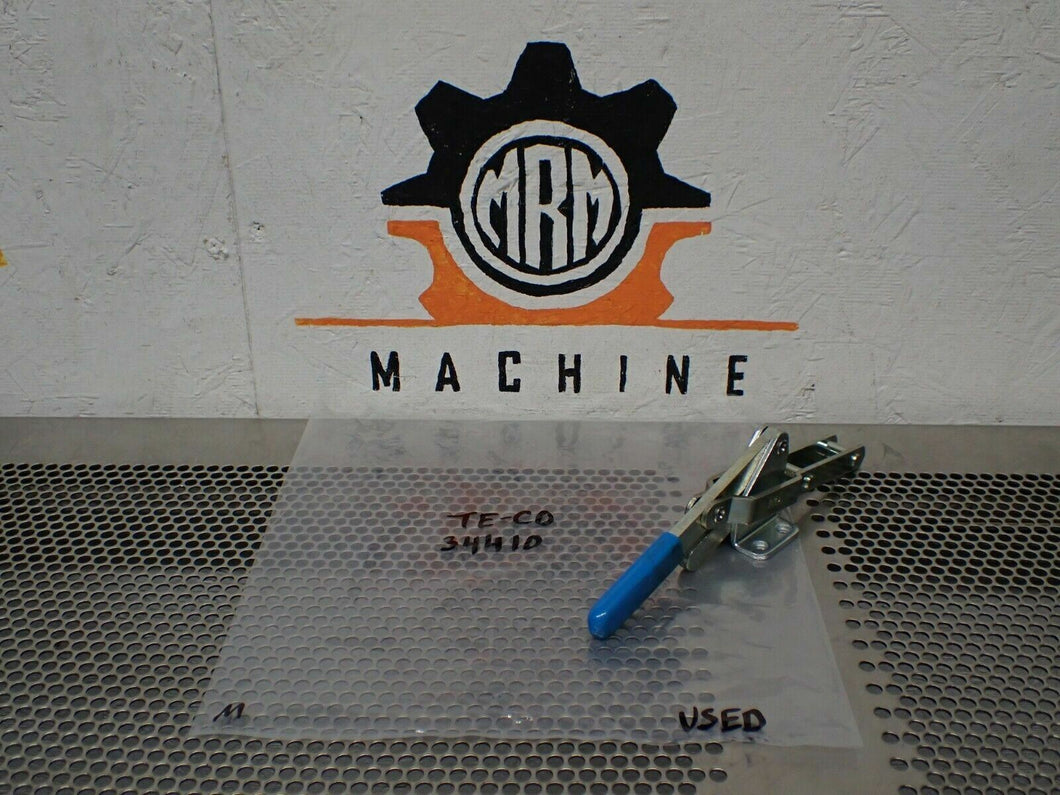 MRM
MACHINE
TE-CO
34410
M
USED